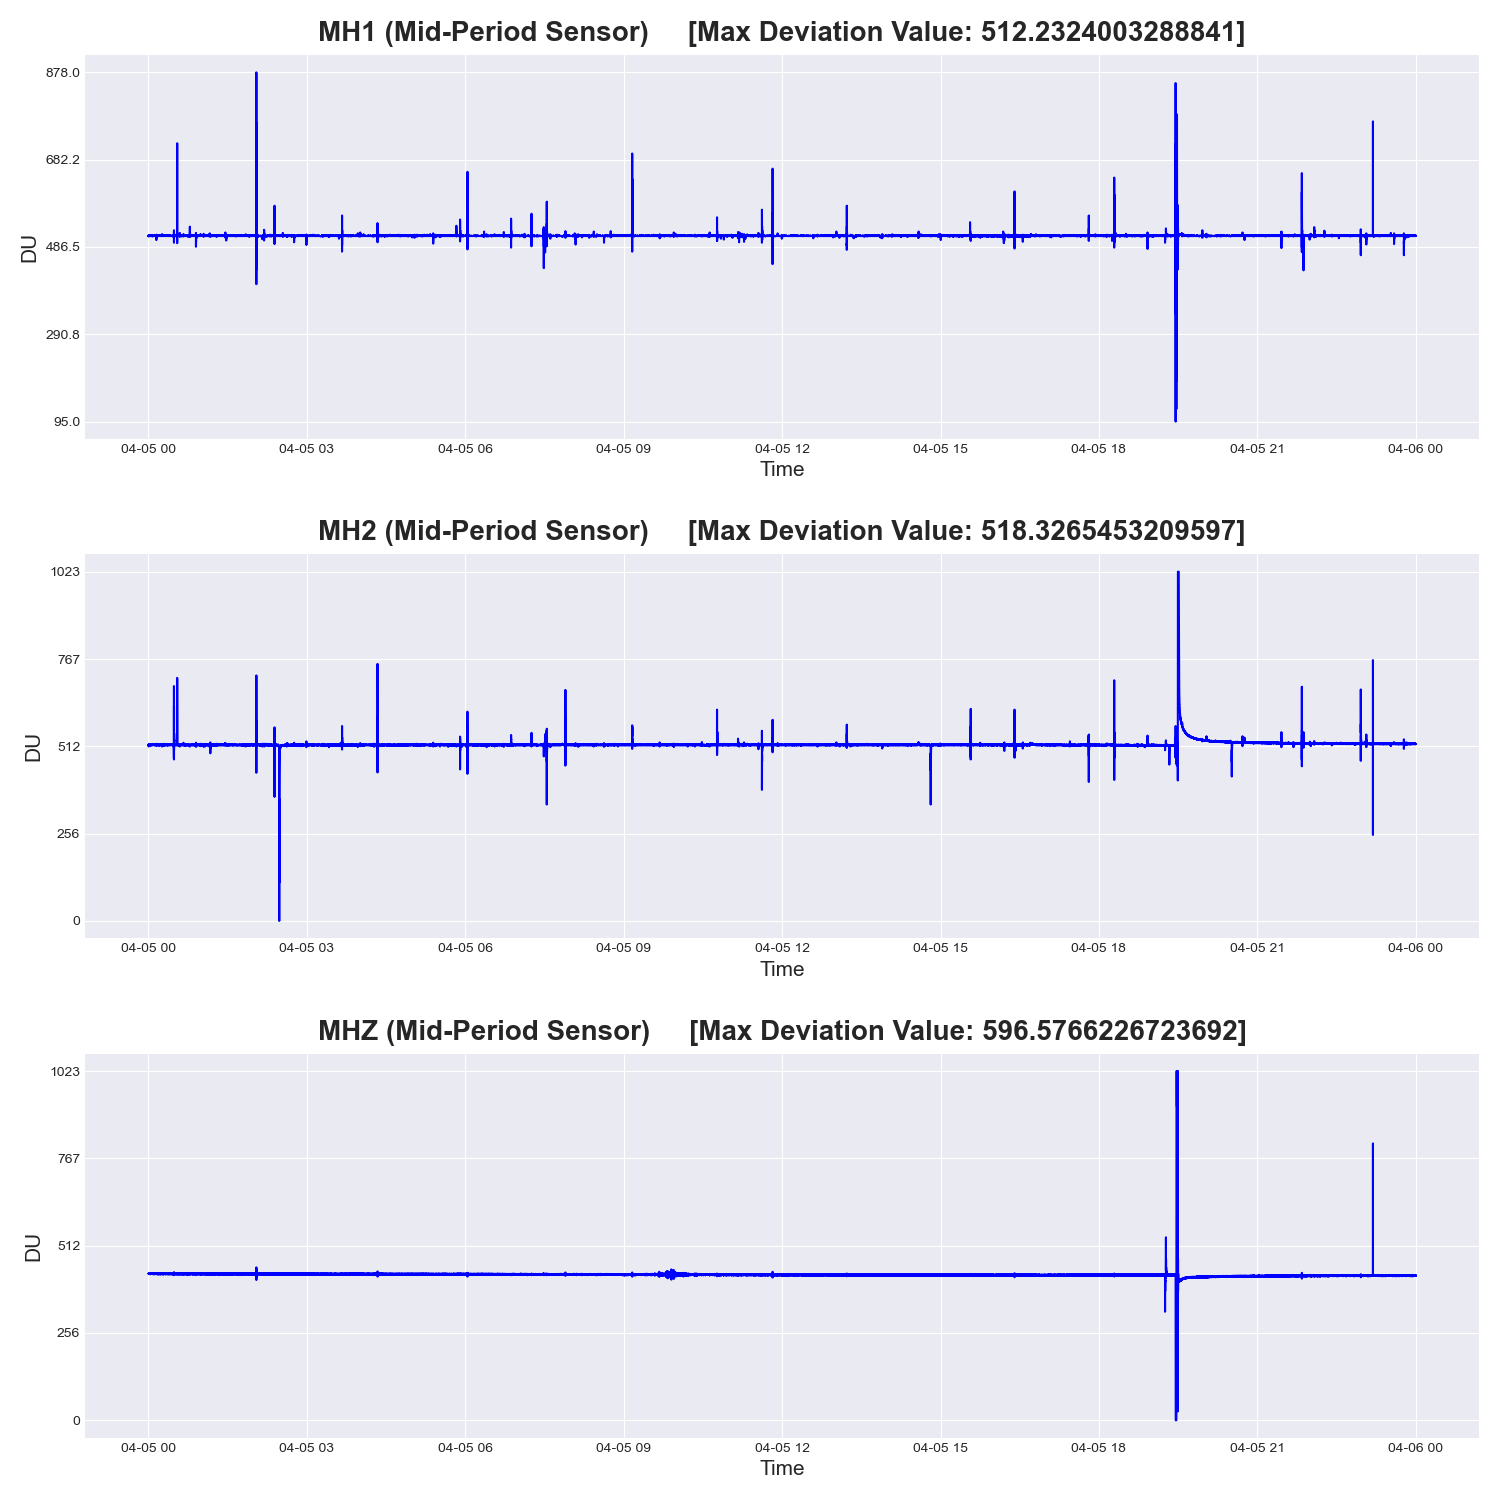 MH1 (Mid-Period Sensor) [Max Deviation Value: 512.2324003288841]
878.0
682.2
486.5
290.8
95.0
DU
04-05 00 04-05 03 04-05 06 04-05 09 04-05 12 04-05 15 04-05 18 04-05 21 04-06 00
Time
MH2 (Mid-Period Sensor) [Max Deviation Value: 518.3265453209597]
1023
767
512
256
0
DU
04-05 00 04-05 03 04-05 06 04-05 09 04-05 12 04-05 15 04-05 18 04-05 21 04-06 00
Time
MHZ (Mid-Period Sensor) [Max Deviation Value: 596.5766226723692]
1023
767
512
256
0
DU
04-05 00 04-05 03 04-05 06 04-05 09 04-05 12 04-05 15 04-05 18 04-05 21 04-06 00
Time